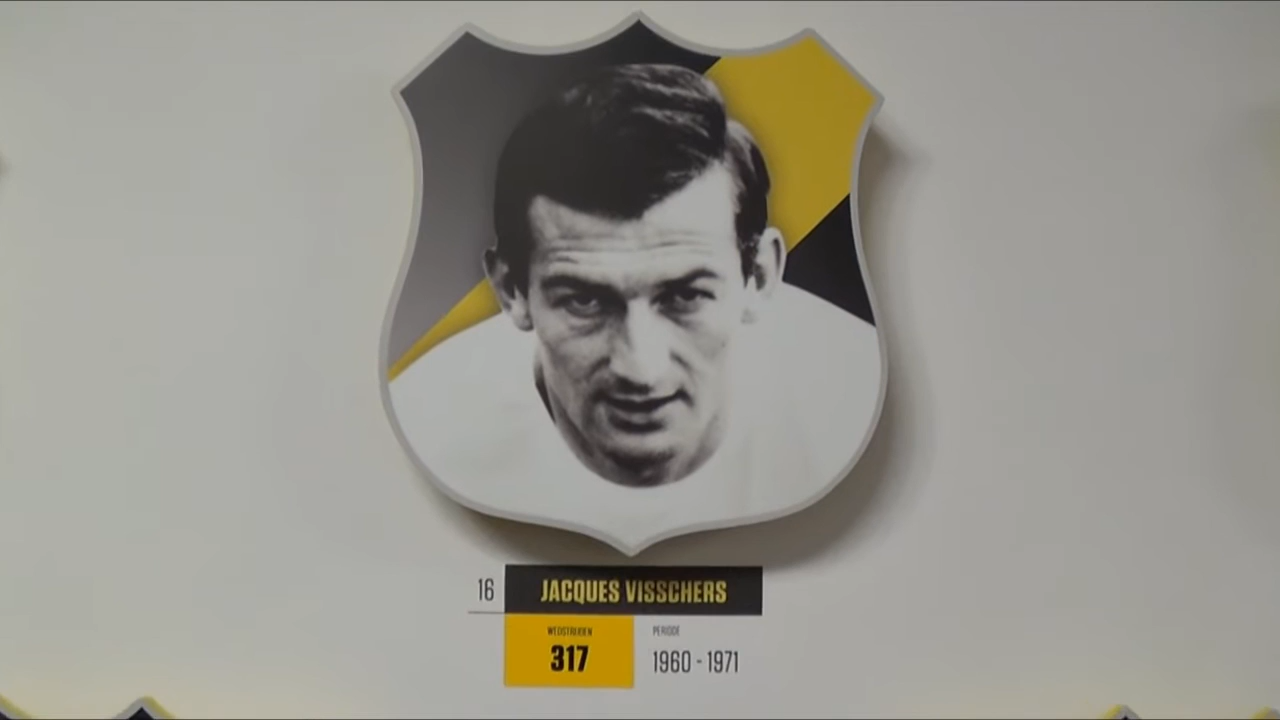 16
JACQUES VISSCHERS
WEDSTRIJDEN
317
PERIODE
1960 - 1971